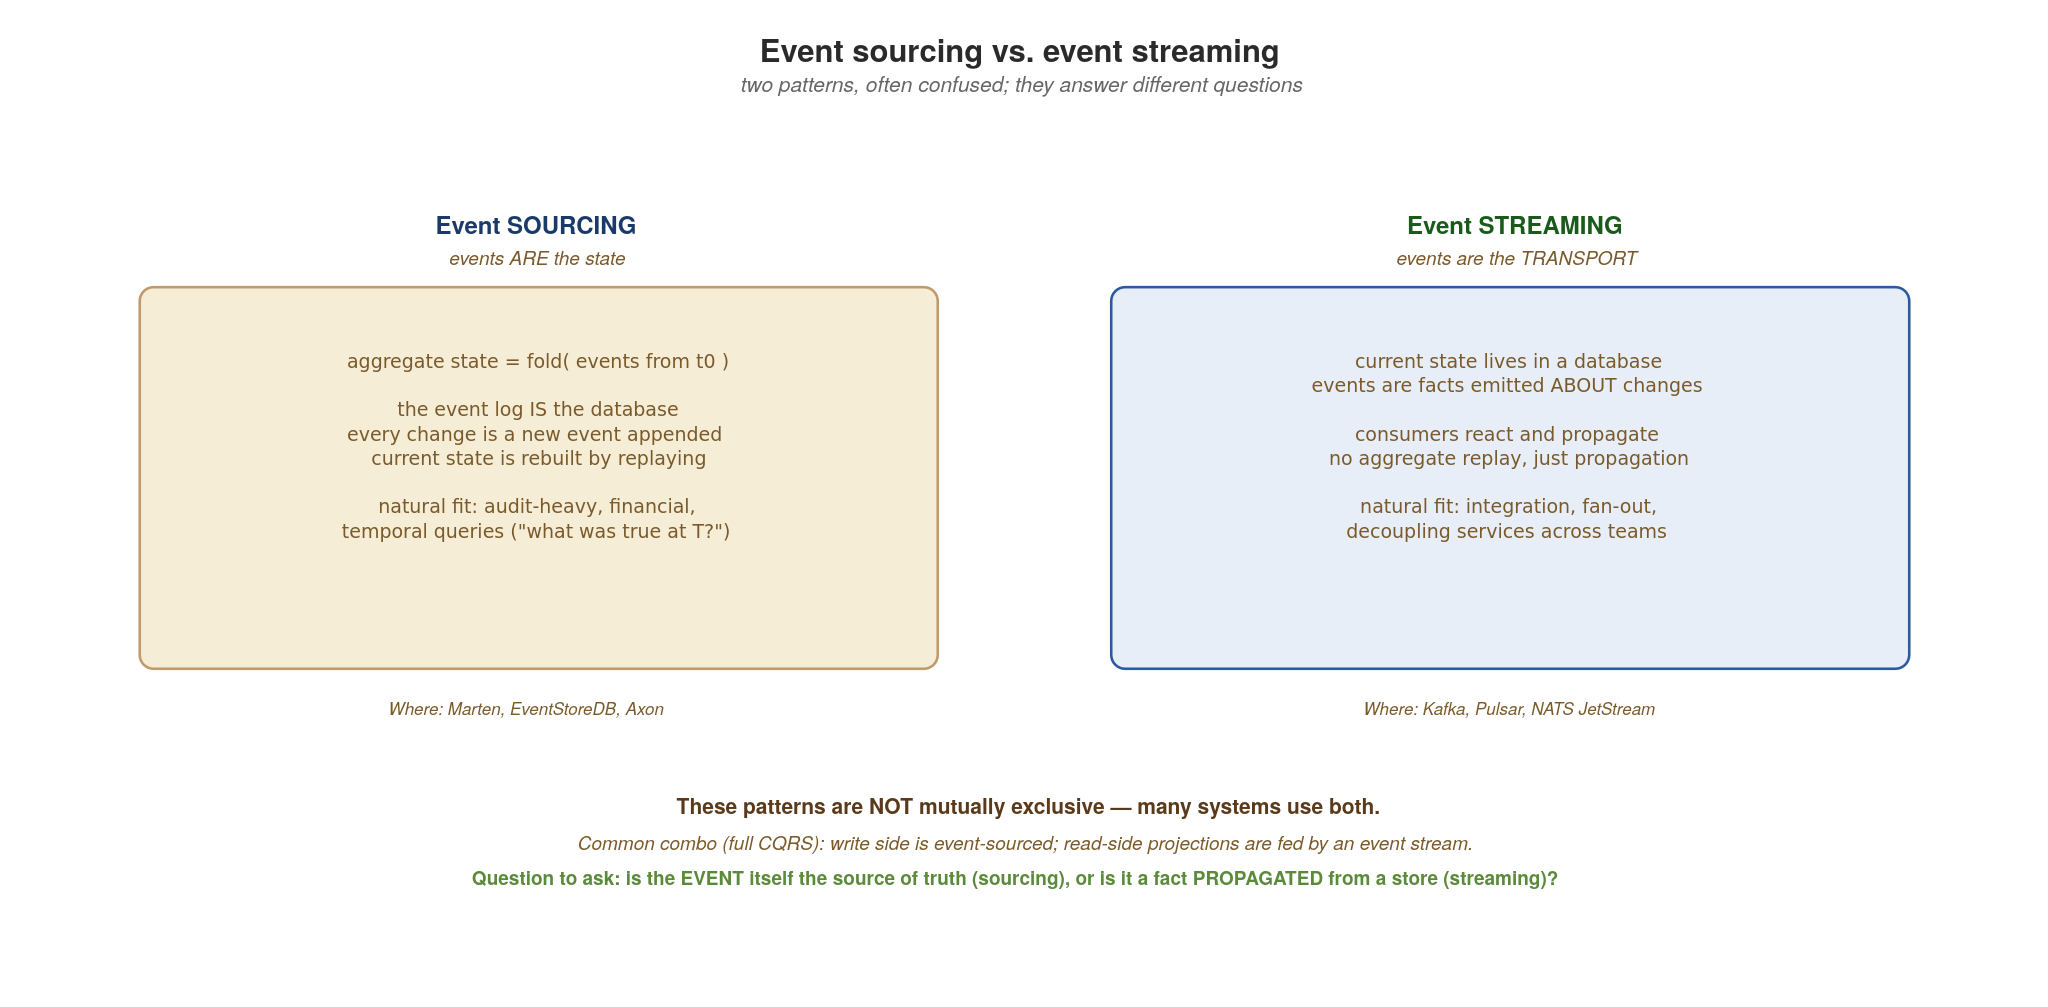 Event sourcing vs. event streaming
two patterns, often confused; they answer different questions
Event SOURCING
events ARE the state
aggregate state = fold( events from t0 )
the event log IS the database
every change is a new event appended
current state is rebuilt by replaying
natural fit: audit-heavy, financial,
temporal queries ("what was true at T?")
Where: Marten, EventStoreDB, Axon
Event STREAMING
events are the TRANSPORT
current state lives in a database
events are facts emitted ABOUT changes
consumers react and propagate
no aggregate replay, just propagation
natural fit: integration, fan-out,
decoupling services across teams
Where: Kafka, Pulsar, NATS JetStream
These patterns are NOT mutually exclusive — many systems use both.
Common combo (full CQRS): write side is event-sourced; read-side projections are fed by an event stream.
Question to ask: is the EVENT itself the source of truth (sourcing), or is it a fact PROPAGATED from a store (streaming)?